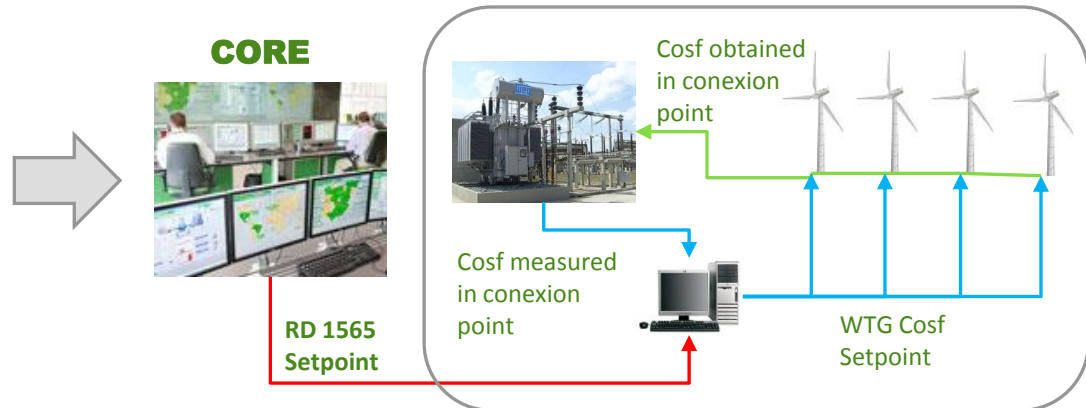 CORE
Cosf obtained
in conexion
point
Cosf measured
in conexion
point
RD 1565
Setpoint
WTG Cosf
Setpoint